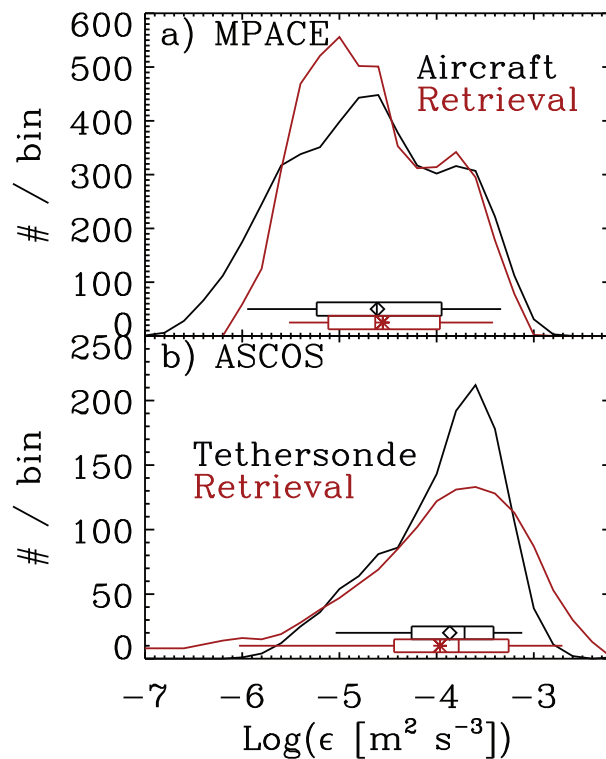 a) MPACE
Aircraft
Retrieval
600
500
400
300
200
100
0
# / bin
b) ASCOS
Tethersonde
Retrieval
250
200
150
100
50
0
# / bin
−7 −6 −5 −4 −3
Log(ϵ [m² s⁻³])